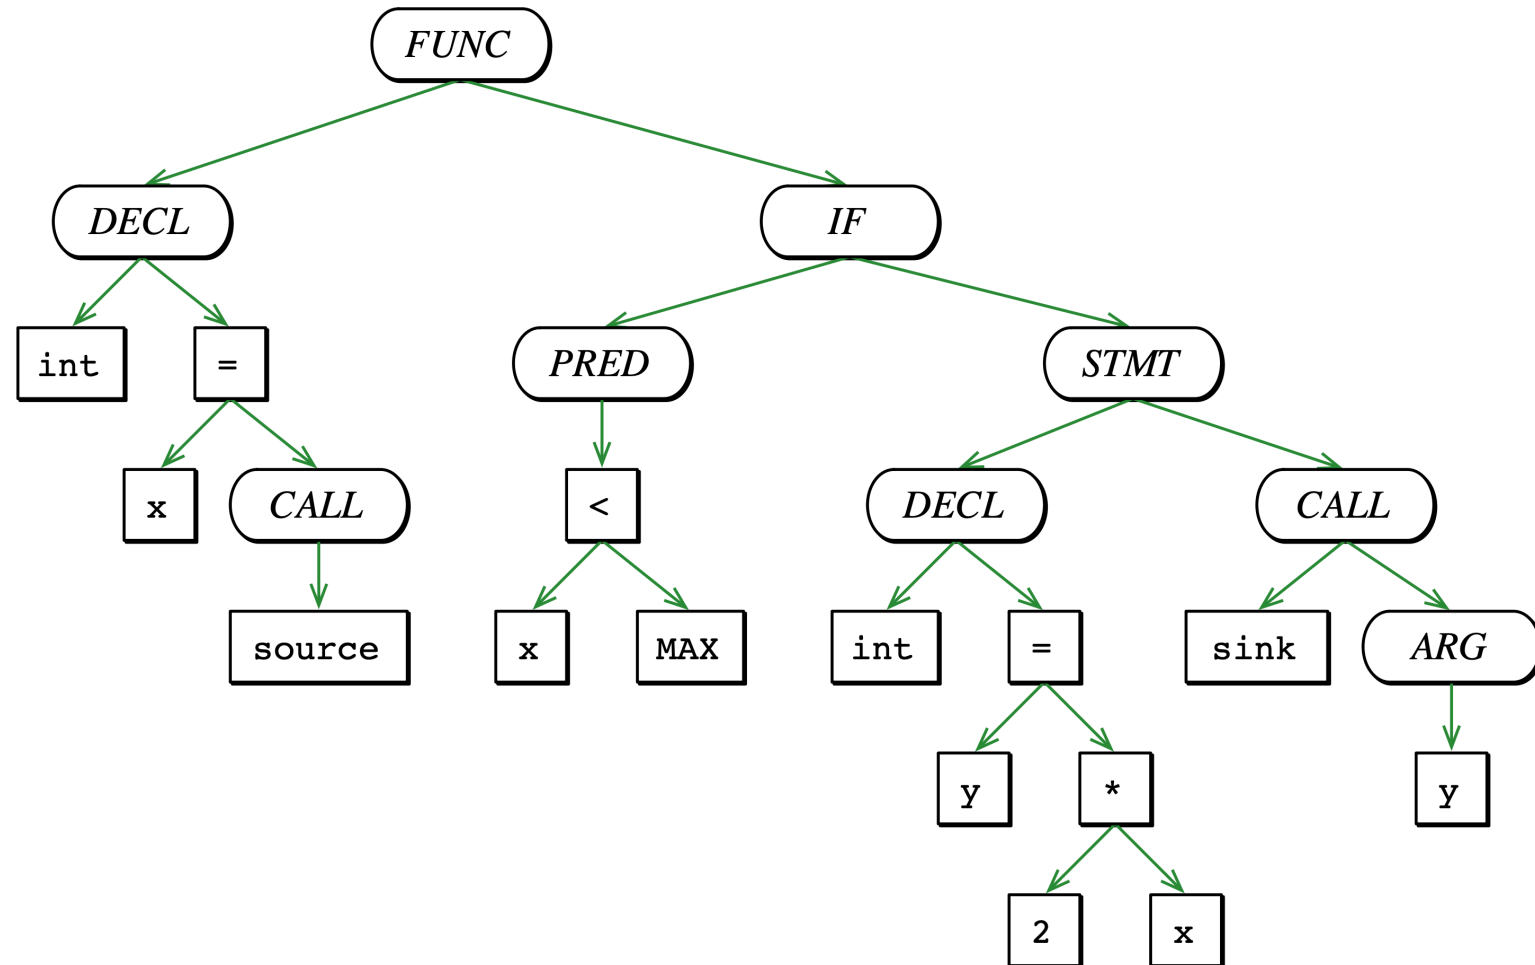 FUNC
DECL IF
int = PRED STMT
x CALL < DECL CALL
source x MAX int = sink ARG
y * y
2 x